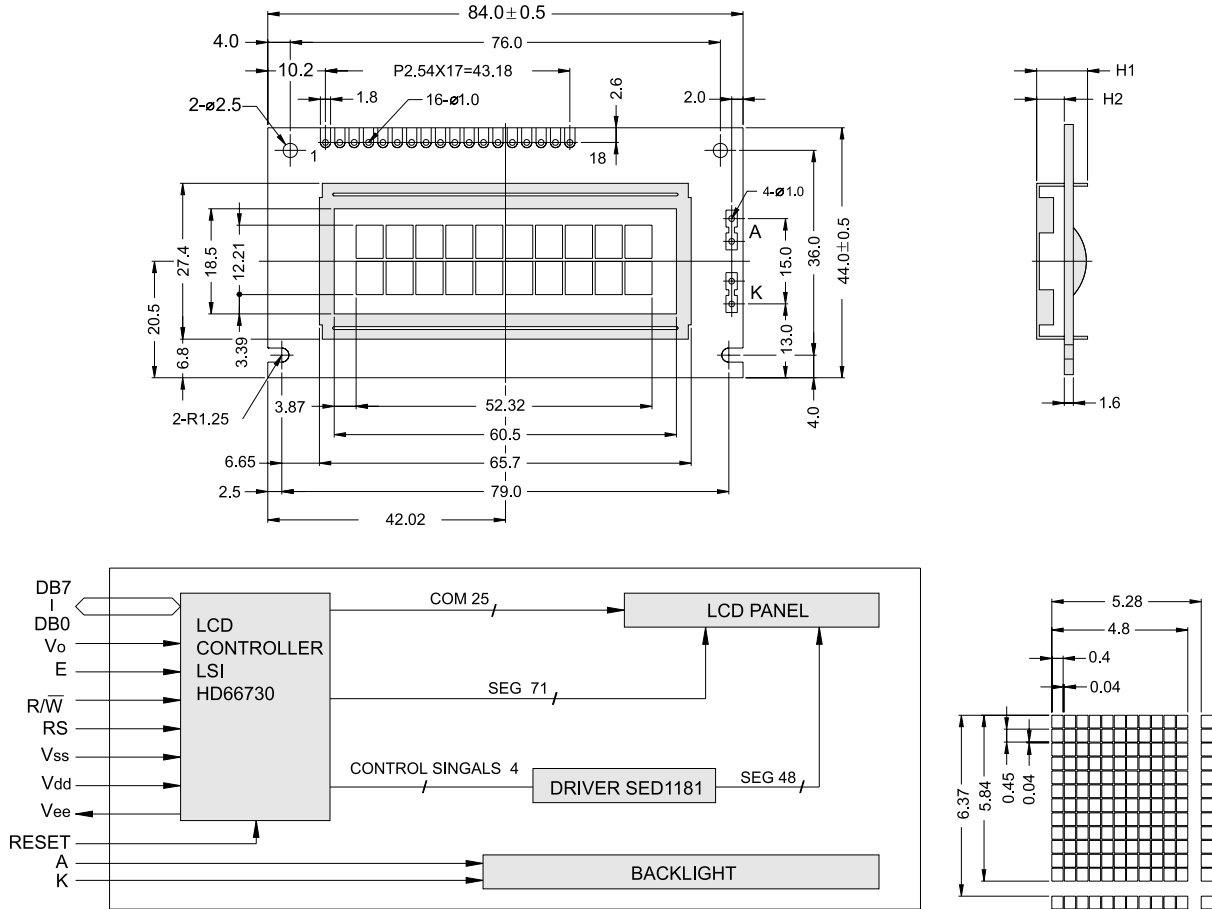 84.0±0.5
4.0
76.0
10.2
P2.54X17=43.18
2.0
H1
H2
2-ø2.5
1.8
16-ø1.0
2.6
1
18
4-ø1.0
A
K
27.4
18.5
12.21
20.5
6.8
3.39
15.0
13.0
36.0
44.0±0.5
4.0
2-R1.25
3.87
52.32
60.5
6.65
65.7
2.5
79.0
42.02
1.6
DB7
DB0
Vo
E
R/W̅
RS
Vss
Vdd
Vee
RESET
A
K
LCD
CONTROLLER
LSI
HD66730
COM 25
LCD PANEL
SEG 71
CONTROL SINGALS 4
DRIVER SED1181
SEG 48
BACKLIGHT
5.28
4.8
0.4
0.04
6.37
5.84
0.45
0.04